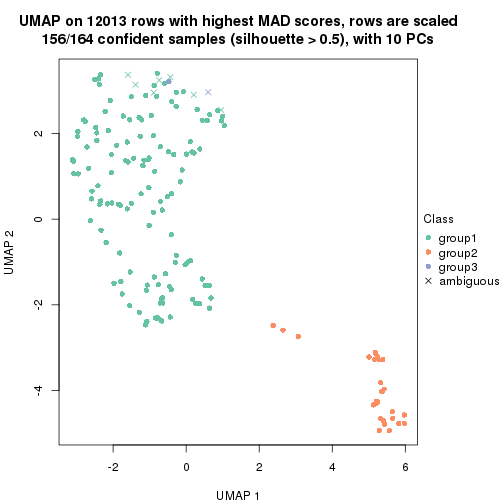 UMAP on 12013 rows with highest MAD scores, rows are scaled
156/164 confident samples (silhouette > 0.5), with 10 PCs
2
0
-2
-4
UMAP 2
-2
0
2
4
6
UMAP 1
Class
group1
group2
group3
ambiguous